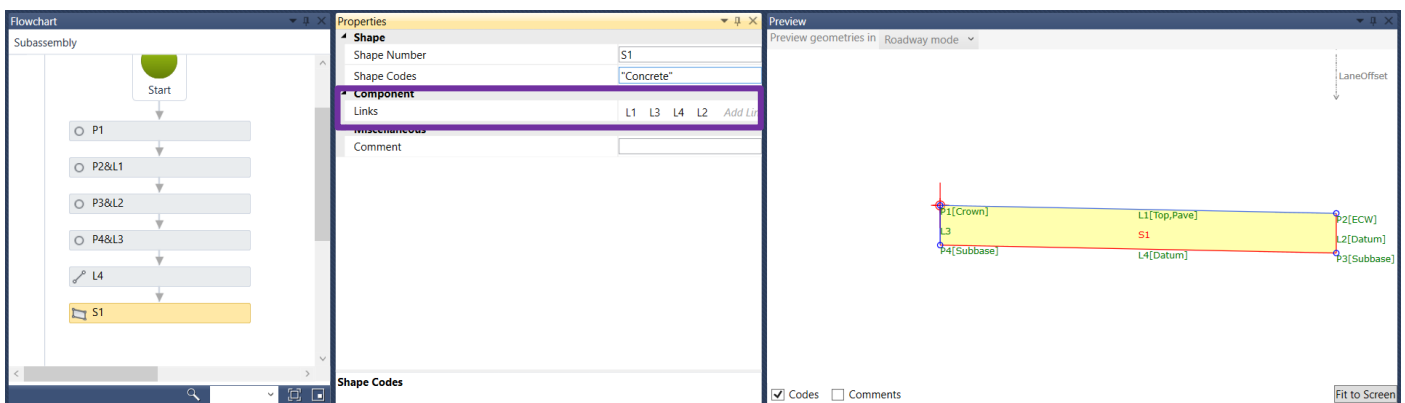 Flowchart
Subassembly
Start
P1
P2&L1
P3&L2
P4&L3
L4
S1
Properties
Shape
Shape Number S1
Shape Codes "Concrete"
Component
Links L1 L3 L4 L2 Add Lin
Miscellaneous
Comment
Shape Codes
Preview
Preview geometries in Roadway mode
LaneOffset
P1[Crown]
L1[Top,Pave]
P2[ECW]
L3
S1
L2[Datum]
P4[Subbase]
L4[Datum]
P3[Subbase]
Codes Comments
Fit to Screen